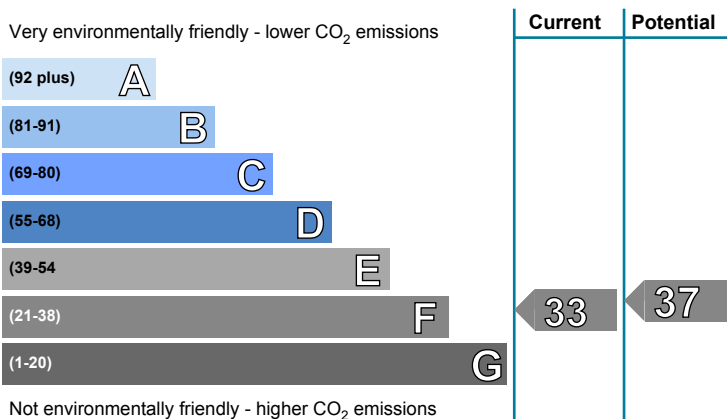 Current Potential
Very environmentally friendly - lower CO2 emissions
(92 plus) A
(81-91) B
(69-80) C
(55-68) D
(39-54 E
(21-38) F 33 37
(1-20) G
Not environmentally friendly - higher CO2 emissions